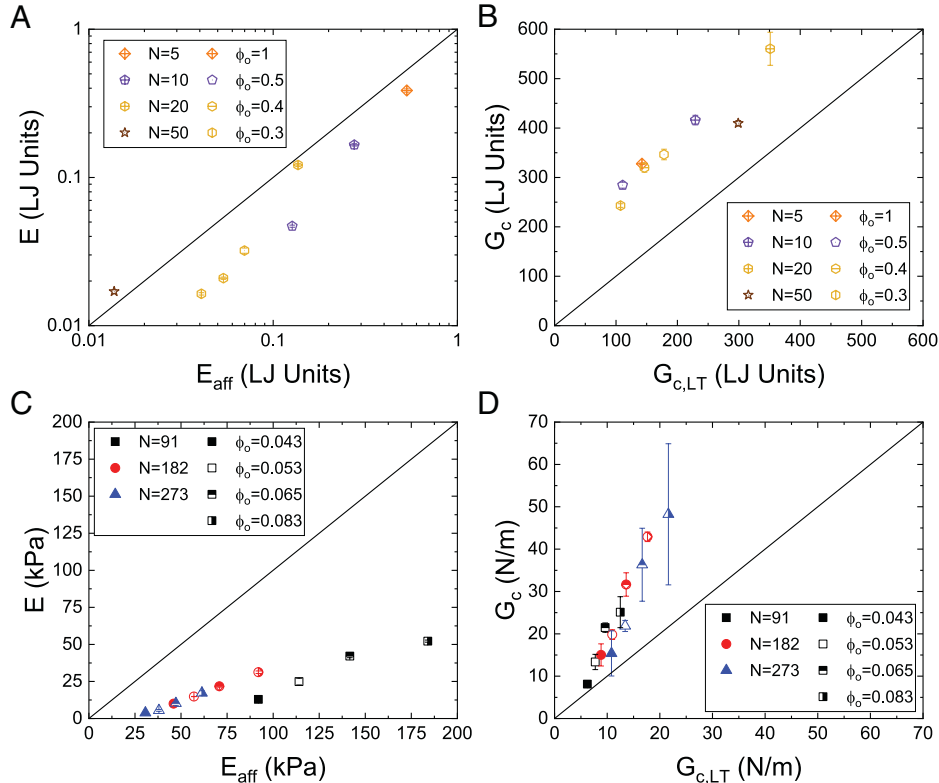 A
1
0.1
0.01
0.01
0.1
1
E (LJ Units)
E_aff (LJ Units)
N=5 ϕ_o=1
N=10 ϕ_o=0.5
N=20 ϕ_o=0.4
N=50 ϕ_o=0.3
B
600
500
400
300
200
100
0
0 100 200 300 400 500 600
G_c (LJ Units)
G_c,LT (LJ Units)
N=5 ϕ_o=1
N=10 ϕ_o=0.5
N=20 ϕ_o=0.4
N=50 ϕ_o=0.3
C
200
175
150
125
100
75
50
25
0
0 25 50 75 100 125 150 175 200
E (kPa)
E_aff (kPa)
N=91 ϕ_o=0.043
N=182 ϕ_o=0.053
N=273 ϕ_o=0.065
ϕ_o=0.083
D
70
60
50
40
30
20
10
0
0 10 20 30 40 50 60 70
G_c (N/m)
G_c,LT (N/m)
N=91 ϕ_o=0.043
N=182 ϕ_o=0.053
N=273 ϕ_o=0.065
ϕ_o=0.083